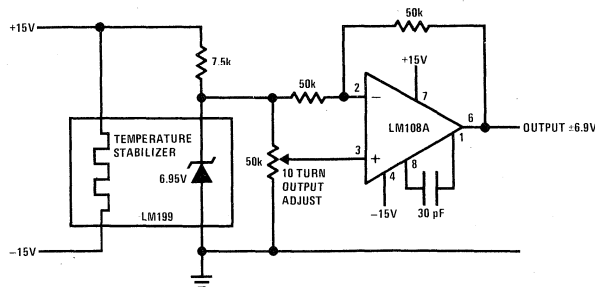 50k
+15V
7.5k
+15V
50k
2
−
7
LM108A
6
OUTPUT ±6.9V
1
TEMPERATURE
STABILIZER
50k
3
+
10 TURN
OUTPUT
ADJUST
6.95V
4
8
LM199
−15V
30 pF
−15V